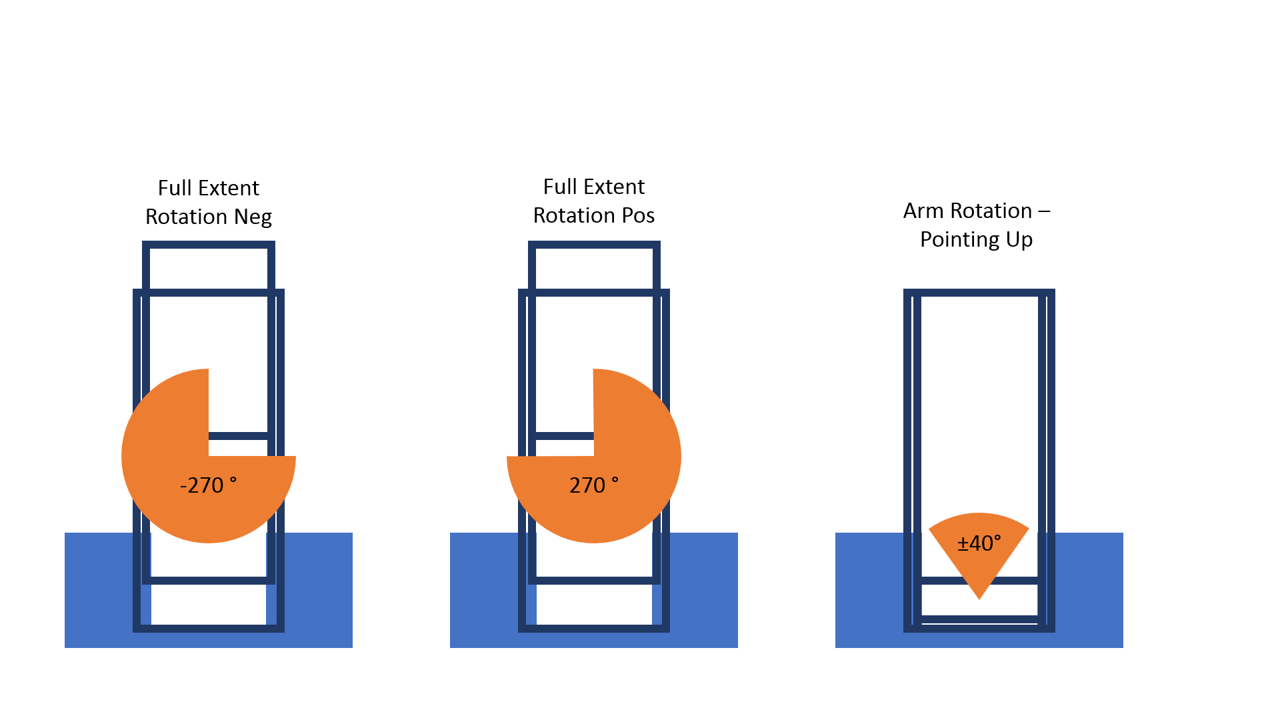 Full Extent
Rotation Neg
-270 °
Full Extent
Rotation Pos
270 °
Arm Rotation –
Pointing Up
±40°